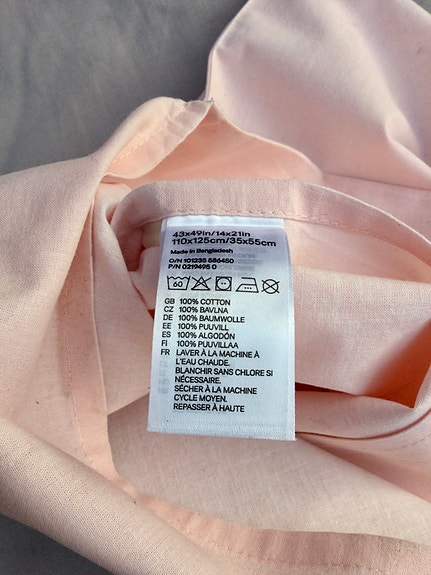 43x49in/14x21in
110x125cm/35x55cm
Made in Bangladesh
O/N 101235 586450
P/N 0219495 0
60
GB 100% COTTON
CZ 100% BAVLNA
DE 100% BAUMWOLLE
EE 100% PUUVILL
ES 100% ALGODÓN
FI 100% PUUVILLAA
FR LAVER À LA MACHINE À
L'EAU CHAUDE.
BLANCHIR SANS CHLORE SI
NÉCESSAIRE.
SÉCHER À LA MACHINE
CYCLE MOYEN.
REPASSER À HAUTE